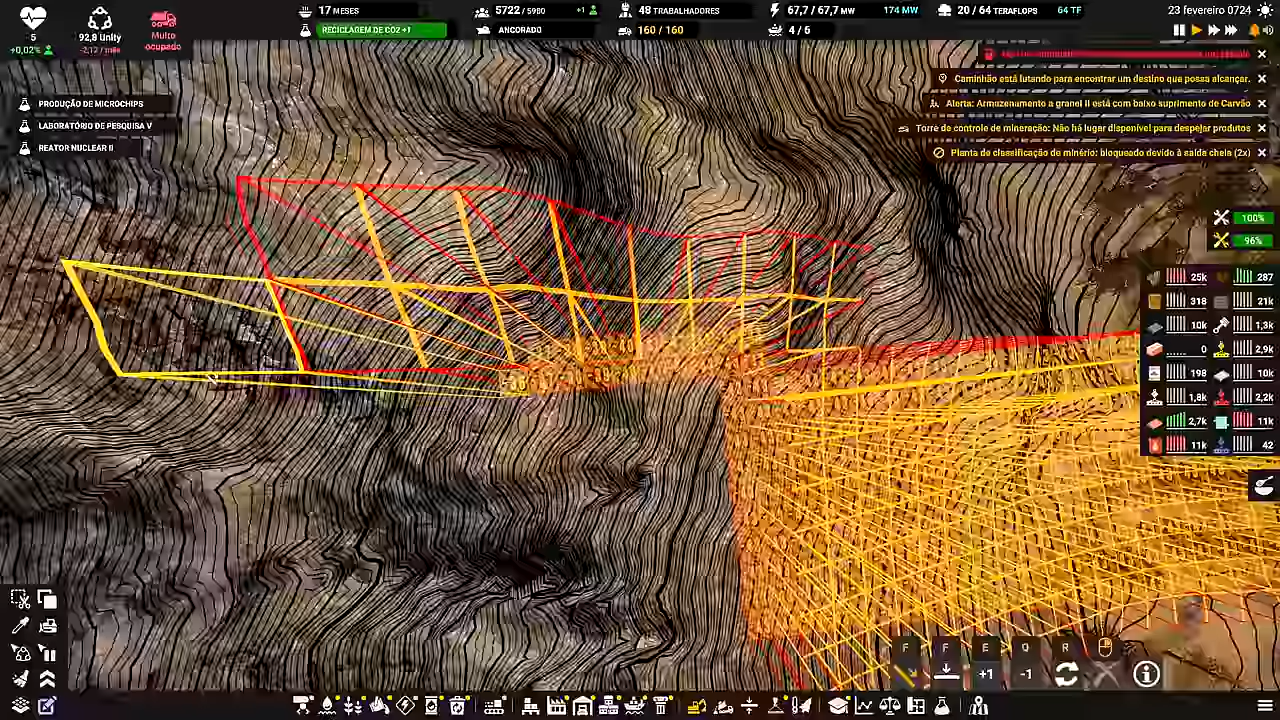 5
+0,02%
92,8 Unity
-2,12 / mês
Muito
ocupado
17 MESES
RECICLAGEM DE CO2 +1
5722 / 5980
+1
ANCORADO
48 TRABALHADORES
160 / 160
67,7 / 67,7 MW
174 MW
4 / 6
20 / 64 TERAFLOPS
64 TF
23 fevereiro 0724
PRODUÇÃO DE MICROCHIPS
LABORATÓRIO DE PESQUISA V
REATOR NUCLEAR II
Caminhão está lutando para encontrar um destino que possa alcançar.
Alerta: Armazenamento a granel II está com baixo suprimento de Carvão
Torre de controle de mineração: Não há lugar disponível para despejar produtos
Planta de classificação de minério: bloqueado devido à saída cheia (2x)
100%
96%
25k
287
318
21k
10k
1,3k
0
2,9k
198
10k
1,8k
2,2k
2,7k
11k
11k
42
F
F
E
Q
R
+1
-1